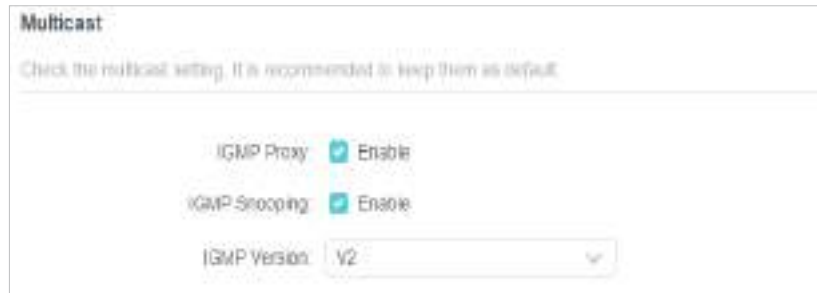 Multicast
Check the multicast setting. It is recommended to keep them as default.
IGMP Proxy: Enable
IGMP Snooping: Enable
IGMP Version: V2